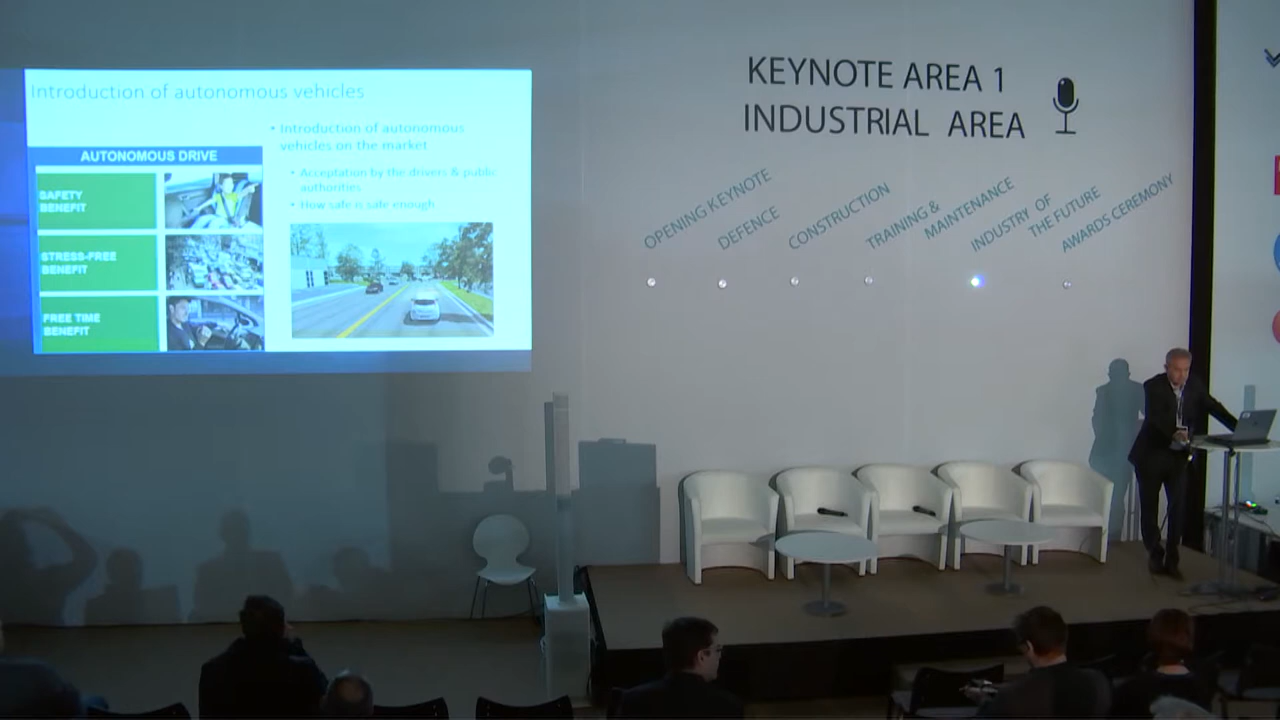 Introduction of autonomous vehicles
AUTONOMOUS DRIVE
SAFETY
BENEFIT
STRESS-FREE
BENEFIT
FREE TIME
BENEFIT
• Introduction of autonomous
vehicles on the market
• Acceptation by the drivers & public
authorities
• How safe is safe enough
KEYNOTE AREA 1
INDUSTRIAL AREA
OPENING KEYNOTE
DEFENCE
CONSTRUCTION
TRAINING &
MAINTENANCE
INDUSTRY OF
THE FUTURE
AWARDS CEREMONY